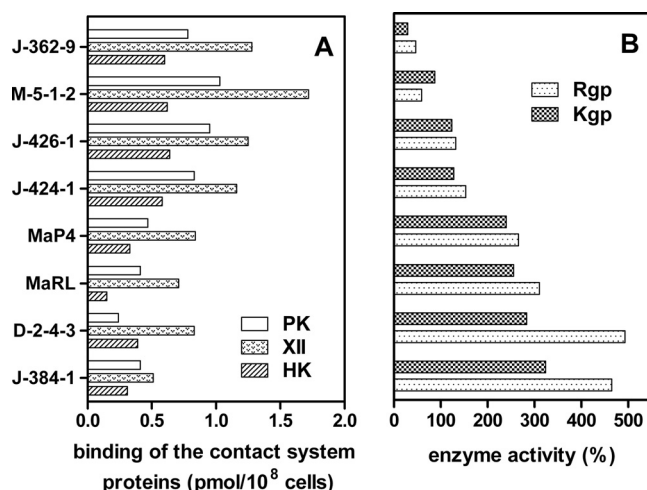 A
B
J-362-9
M-5-1-2
J-426-1
J-424-1
MaP4
MaRL
D-2-4-3
J-384-1
PK
XII
HK
Rgp
Kgp
0.0 0.5 1.0 1.5 2.0
0 100 200 300 400 500
binding of the contact system
proteins (pmol/10⁸ cells)
enzyme activity (%)